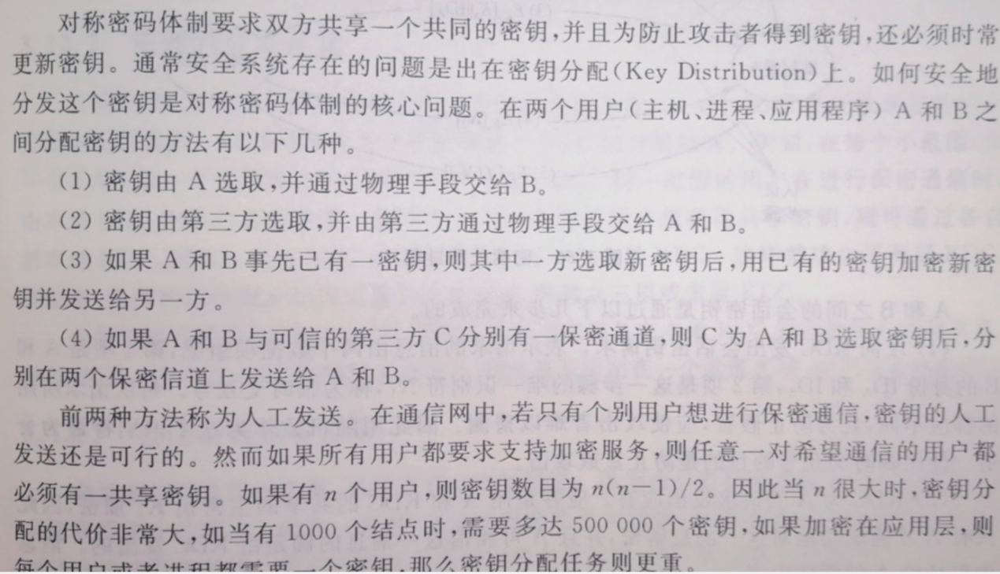 对称密码体制要求双方共享一个共同的密钥,并且为防止攻击者得到密钥,还必须时常
更新密钥。通常安全系统存在的问题是出在密钥分配(Key Distribution)上。如何安全地
分发这个密钥是对称密码体制的核心问题。在两个用户(主机、进程、应用程序) A 和 B 之
间分配密钥的方法有以下几种。
(1) 密钥由 A 选取,并通过物理手段交给 B。
(2) 密钥由第三方选取,并由第三方通过物理手段交给 A 和 B。
(3) 如果 A 和 B 事先已有一密钥,则其中一方选取新密钥后,用已有的密钥加密新密
钥并发送给另一方。
(4) 如果 A 和 B 与可信的第三方 C 分别有一保密通道,则 C 为 A 和 B 选取密钥后,分
别在两个保密信道上发送给 A 和 B。
前两种方法称为人工发送。在通信网中,若只有个别用户想进行保密通信,密钥的人工
发送还是可行的。然而如果所有用户都要求支持加密服务,则任意一对希望通信的用户都
必须有一共享密钥。如果有 n 个用户,则密钥数目为 n(n−1)/2。因此当 n 很大时,密钥分
配的代价非常大,如当有 1000 个结点时,需要多达 500 000 个密钥,如果加密在应用层,则
每个用户或者进程都需要一个密钥,那么密钥分配任务则更重。